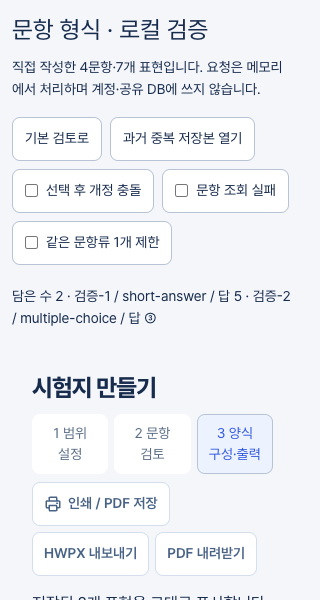 문항 형식 · 로컬 검증
직접 작성한 4문항·7개 표현입니다. 요청은 메모리
에서 처리하며 계정·공유 DB에 쓰지 않습니다.
기본 검토로
과거 중복 저장본 열기
선택 후 개정 충돌
문항 조회 실패
같은 문항류 1개 제한
담은 수 2 · 검증-1 / short-answer / 답 5 · 검증-2
/ multiple-choice / 답 ③
시험지 만들기
1 범위
설정
2 문항
검토
3 양식
구성·출력
인쇄 / PDF 저장
HWPX 내보내기
PDF 내려받기